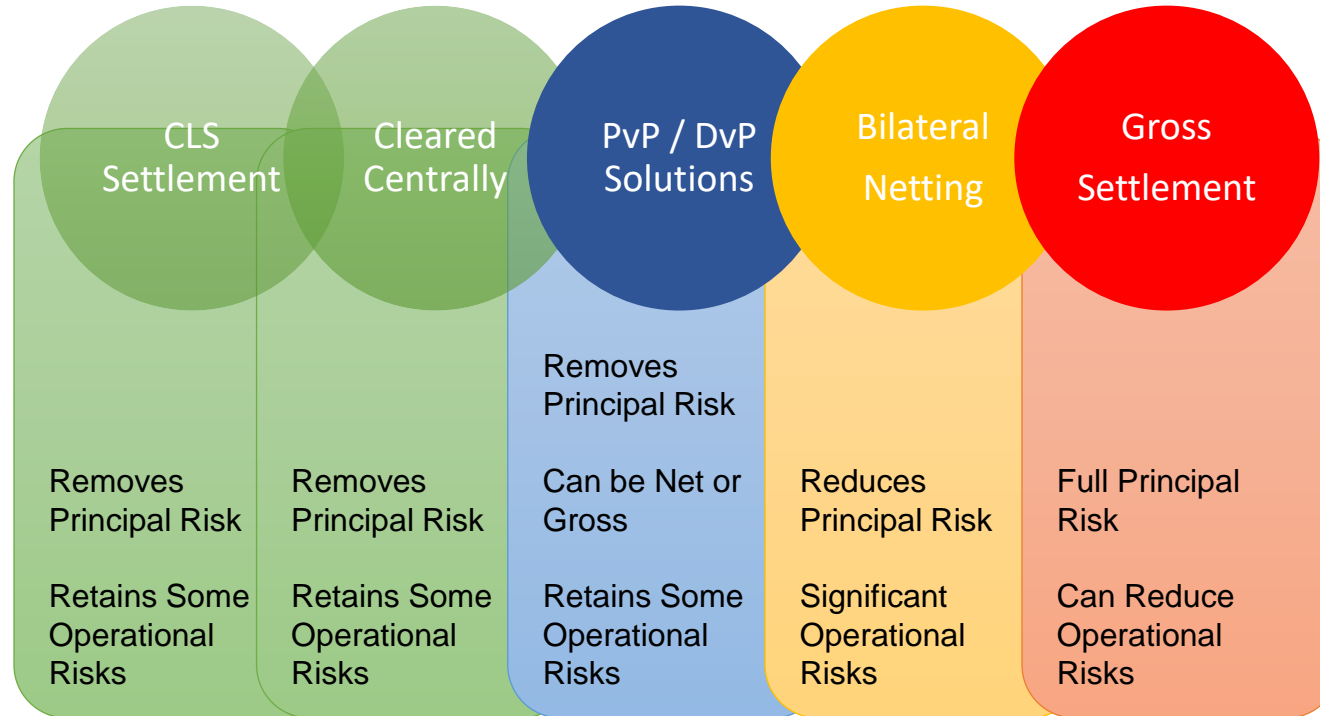 CLS
Settlement
Cleared
Centrally
PvP / DvP
Solutions
Bilateral
Netting
Gross
Settlement
Removes
Principal Risk
Retains Some
Operational
Risks
Removes
Principal Risk
Retains Some
Operational
Risks
Removes
Principal Risk
Can be Net or
Gross
Retains Some
Operational
Risks
Reduces
Principal Risk
Significant
Operational
Risks
Full Principal
Risk
Can Reduce
Operational
Risks